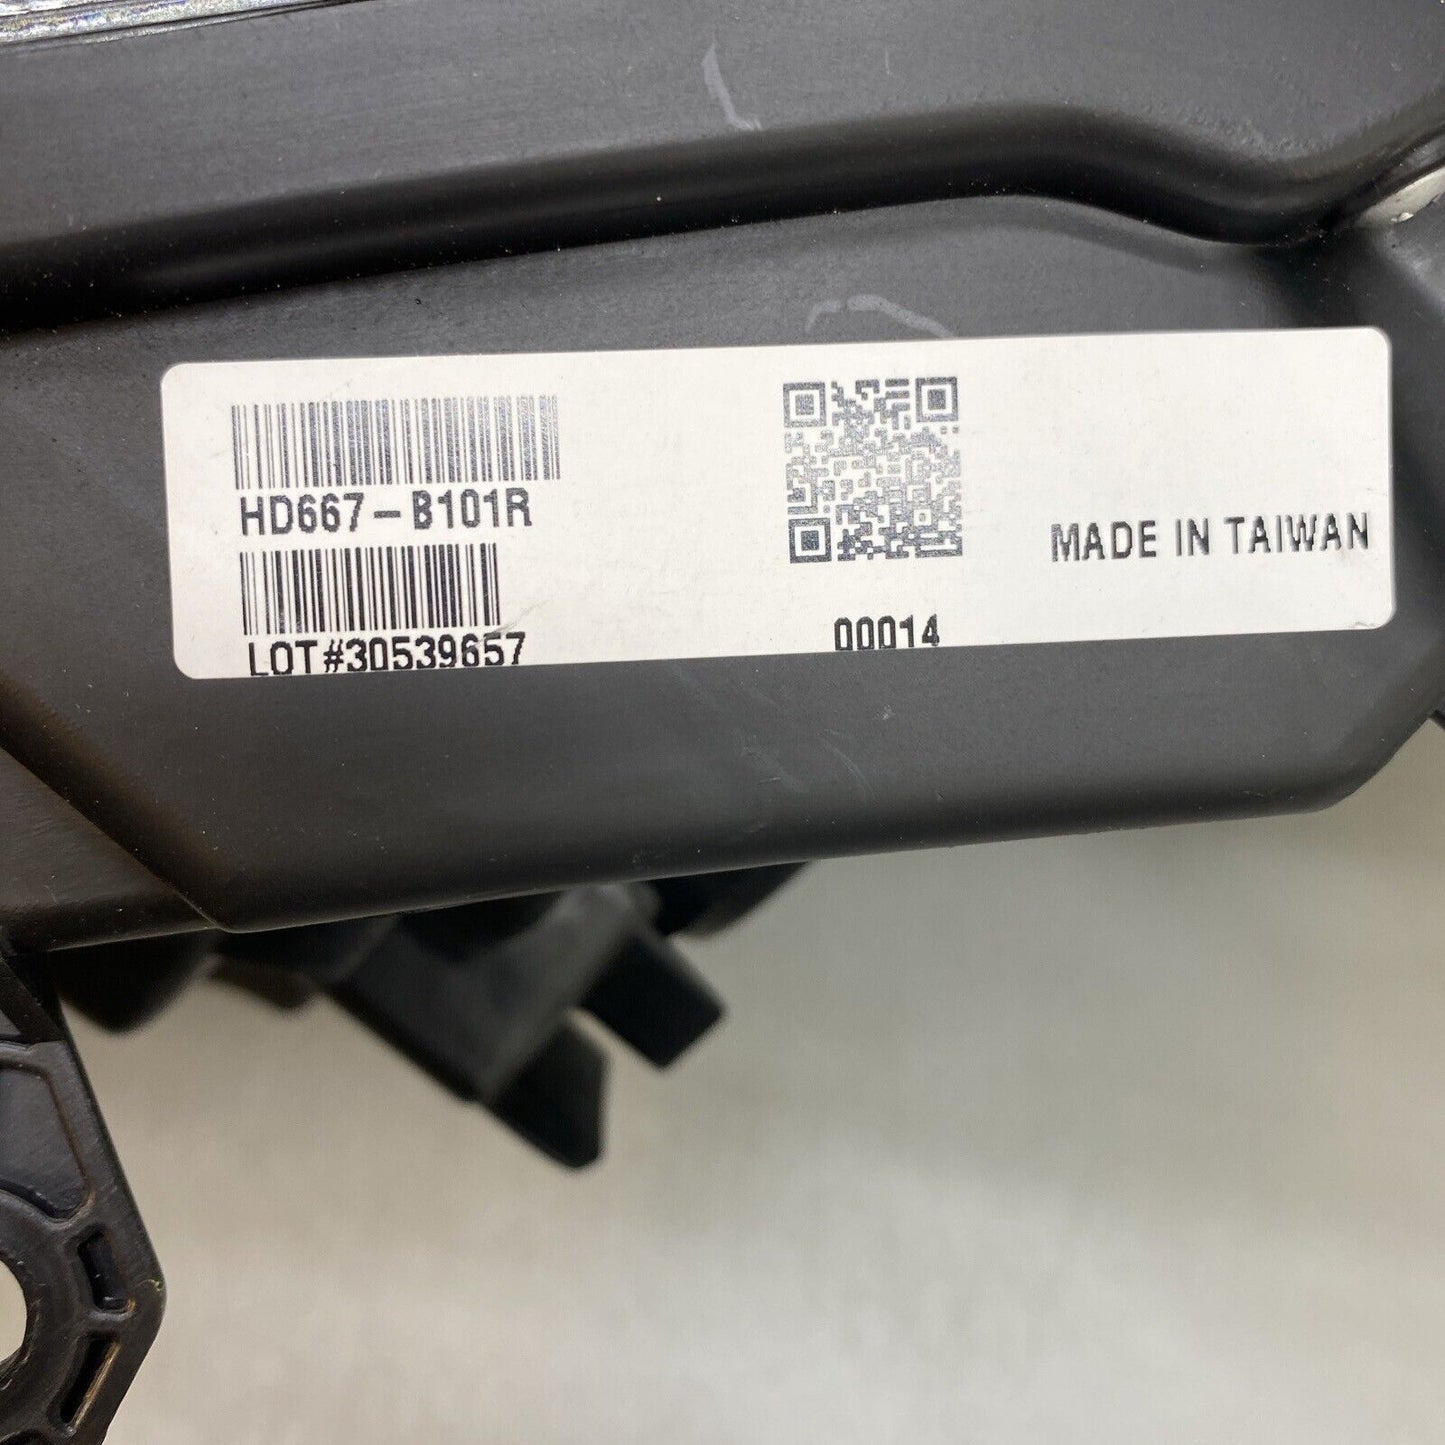 HD667-B101R
LOT#30539657
00014
MADE IN TAIWAN